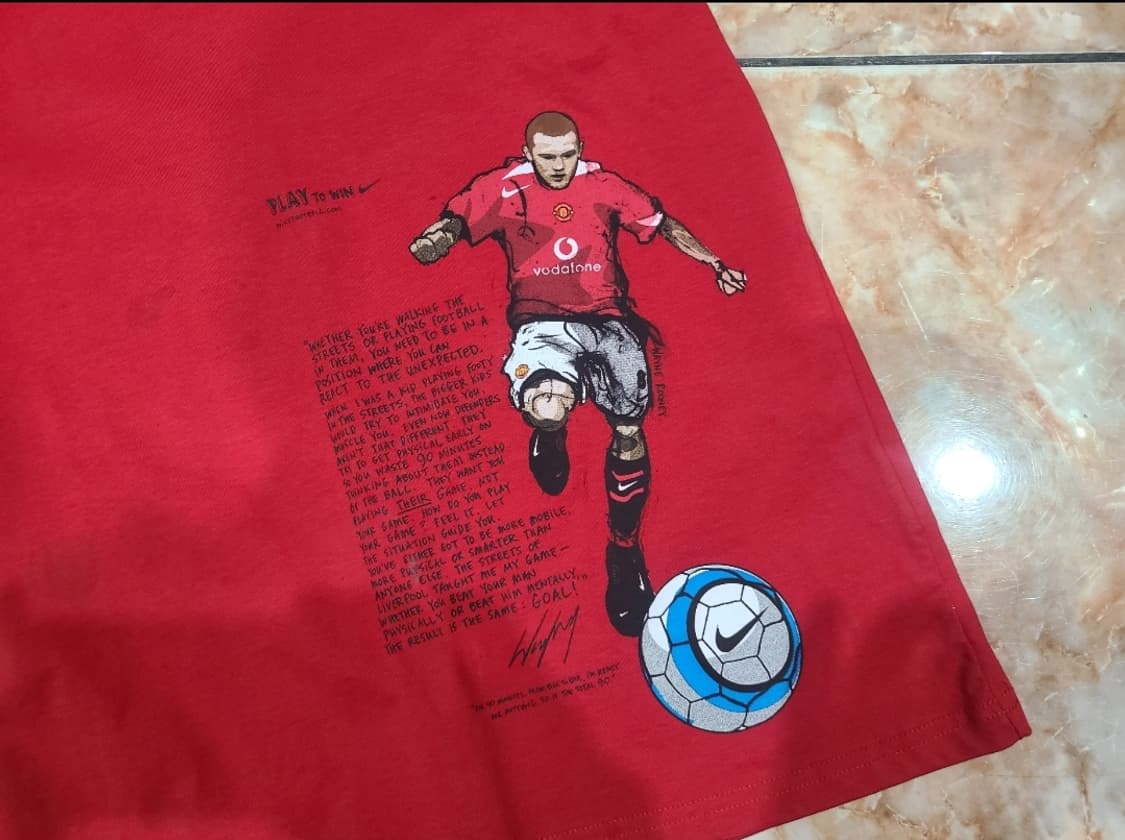 PLAY TO WIN
"WHETHER YOU'RE WALKING THE
STREETS OR PLAYING FOOTBALL
IN THEM, YOU NEED TO BE IN A
POSITION WHERE YOU CAN
REACT TO THE UNEXPECTED.
WHEN I WAS A KID PLAYING FOOTY
IN THE STREETS, THE BIGGER KIDS
WOULD TRY TO INTIMIDATE YOU,
MUSCLE YOU. EVEN NOW DEFENDERS
AREN'T THAT DIFFERENT. THEY
TRY TO GET PHYSICAL EARLY ON
SO YOU WASTE 90 MINUTES
THINKING ABOUT THEM INSTEAD
OF THE BALL. THEY WANT YOU
PLAYING THEIR GAME. NOT
YOUR GAME. HOW DO YOU PLAY
YOUR GAME? FEEL IT. LET
THE SITUATION GUIDE YOU.
YOU'VE EITHER GOT TO BE MORE MOBILE,
MORE PHYSICAL OR SMARTER THAN
ANYONE ELSE. THE STREETS OF
LIVERPOOL TAUGHT ME MY GAME—
WHETHER YOU BEAT YOUR MAN
PHYSICALLY OR BEAT HIM MENTALLY,
THE RESULT IS THE SAME: GOAL!"
vodafone
WAYNE ROONEY